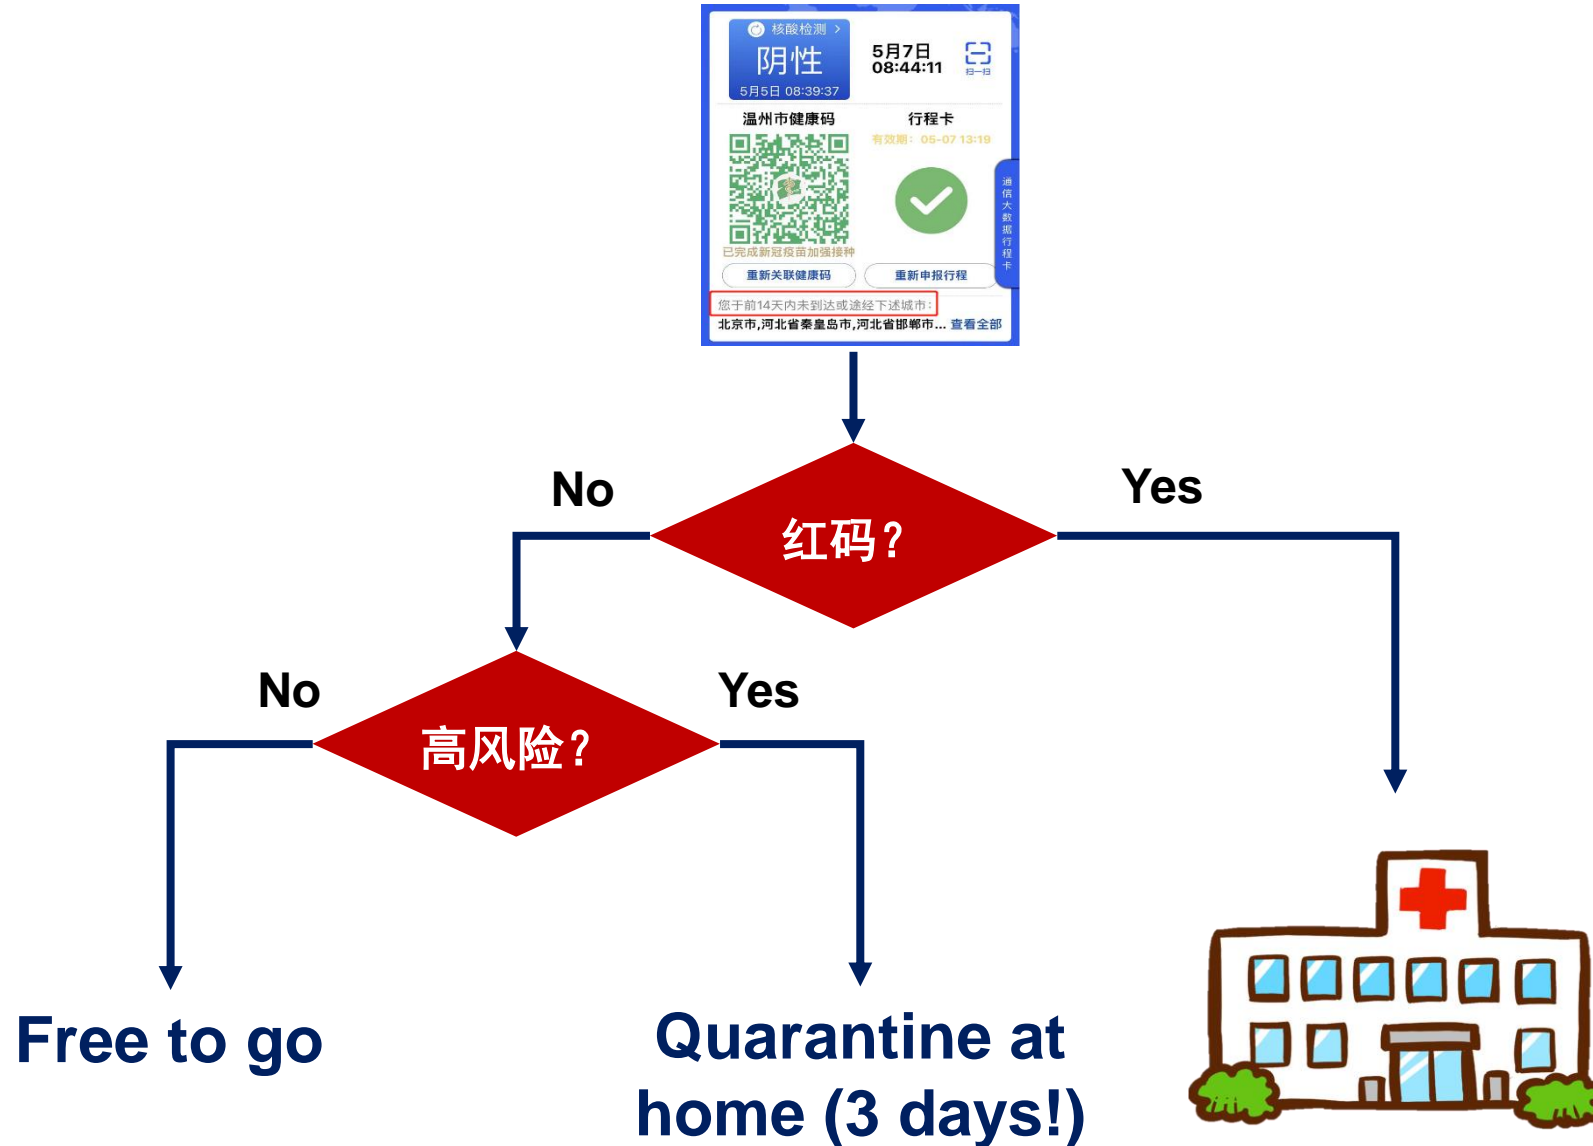 核酸检测 >
阴性
5月5日 08:39:37
5月7日
08:44:11
扫一扫
温州市健康码
行程卡
有效期：05-07 13:19
通信大数据行程卡
已完成新冠疫苗加强接种
重新关联健康码
重新申报行程
您于前14天内未到达或途经下述城市：
北京市,河北省秦皇岛市,河北省邯郸市... 查看全部
No
Yes
红码？
No
Yes
高风险？
Free to go
Quarantine at
home (3 days!)